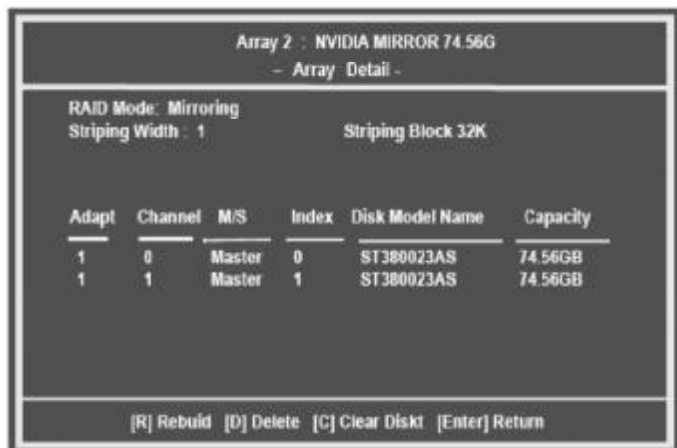 Array 2 : NVIDIA MIRROR 74.56G
- Array Detail -
RAID Mode: Mirroring
Striping Width : 1 Striping Block 32K
Adapt Channel M/S Index Disk Model Name Capacity
1 0 Master 0 ST380023AS 74.56GB
1 1 Master 1 ST380023AS 74.56GB
[R] Rebuid [D] Delete [C] Clear Diskt [Enter] Return